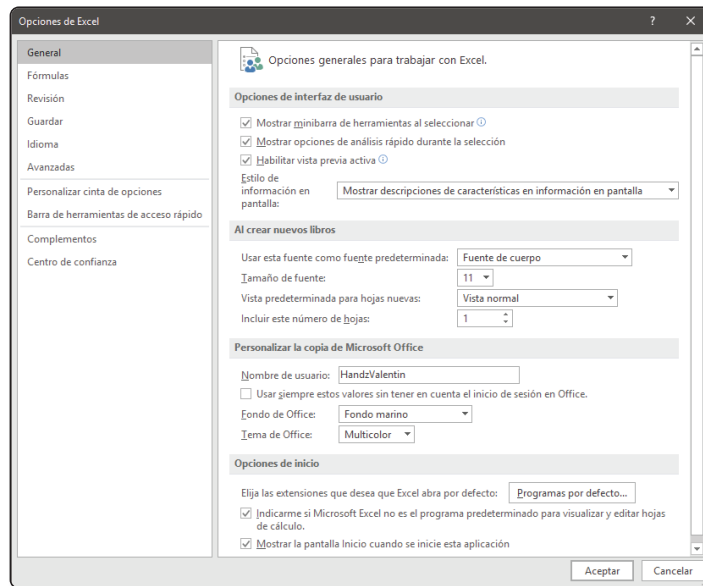 Opciones de Excel
?
General
Fórmulas
Revisión
Guardar
Idioma
Avanzadas
Personalizar cinta de opciones
Barra de herramientas de acceso rápido
Complementos
Centro de confianza
Opciones generales para trabajar con Excel.
Opciones de interfaz de usuario
Mostrar minibarra de herramientas al seleccionar
Mostrar opciones de análisis rápido durante la selección
Habilitar vista previa activa
Estilo de
información en
pantalla:
Mostrar descripciones de características en información en pantalla
Al crear nuevos libros
Usar esta fuente como fuente predeterminada: Fuente de cuerpo
Tamaño de fuente: 11
Vista predeterminada para hojas nuevas: Vista normal
Incluir este número de hojas: 1
Personalizar la copia de Microsoft Office
Nombre de usuario: HandzValentin
Usar siempre estos valores sin tener en cuenta el inicio de sesión en Office.
Fondo de Office: Fondo marino
Tema de Office: Multicolor
Opciones de inicio
Elija las extensiones que desea que Excel abra por defecto: Programas por defecto...
Indicarme si Microsoft Excel no es el programa predeterminado para visualizar y editar hojas
de cálculo.
Mostrar la pantalla Inicio cuando se inicie esta aplicación
Aceptar
Cancelar